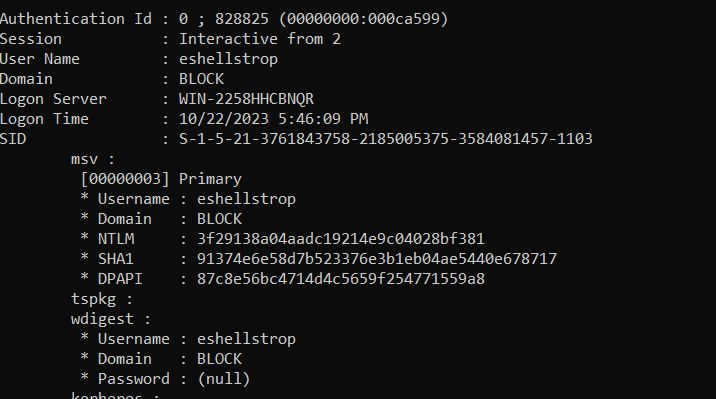 Authentication Id : 0 ; 828825 (00000000:000ca599)
Session           : Interactive from 2
User Name         : eshellstrop
Domain            : BLOCK
Logon Server      : WIN-2258HHCBNQR
Logon Time        : 10/22/2023 5:46:09 PM
SID               : S-1-5-21-3761843758-2185005375-3584081457-1103
        msv :
         [00000003] Primary
         * Username : eshellstrop
         * Domain   : BLOCK
         * NTLM     : 3f29138a04aadc19214e9c04028bf381
         * SHA1     : 91374e6e58d7b523376e3b1eb04ae5440e678717
         * DPAPI    : 87c8e56bc4714d4c5659f254771559a8
        tspkg :
        wdigest :
         * Username : eshellstrop
         * Domain   : BLOCK
         * Password : (null)
        kerberos :